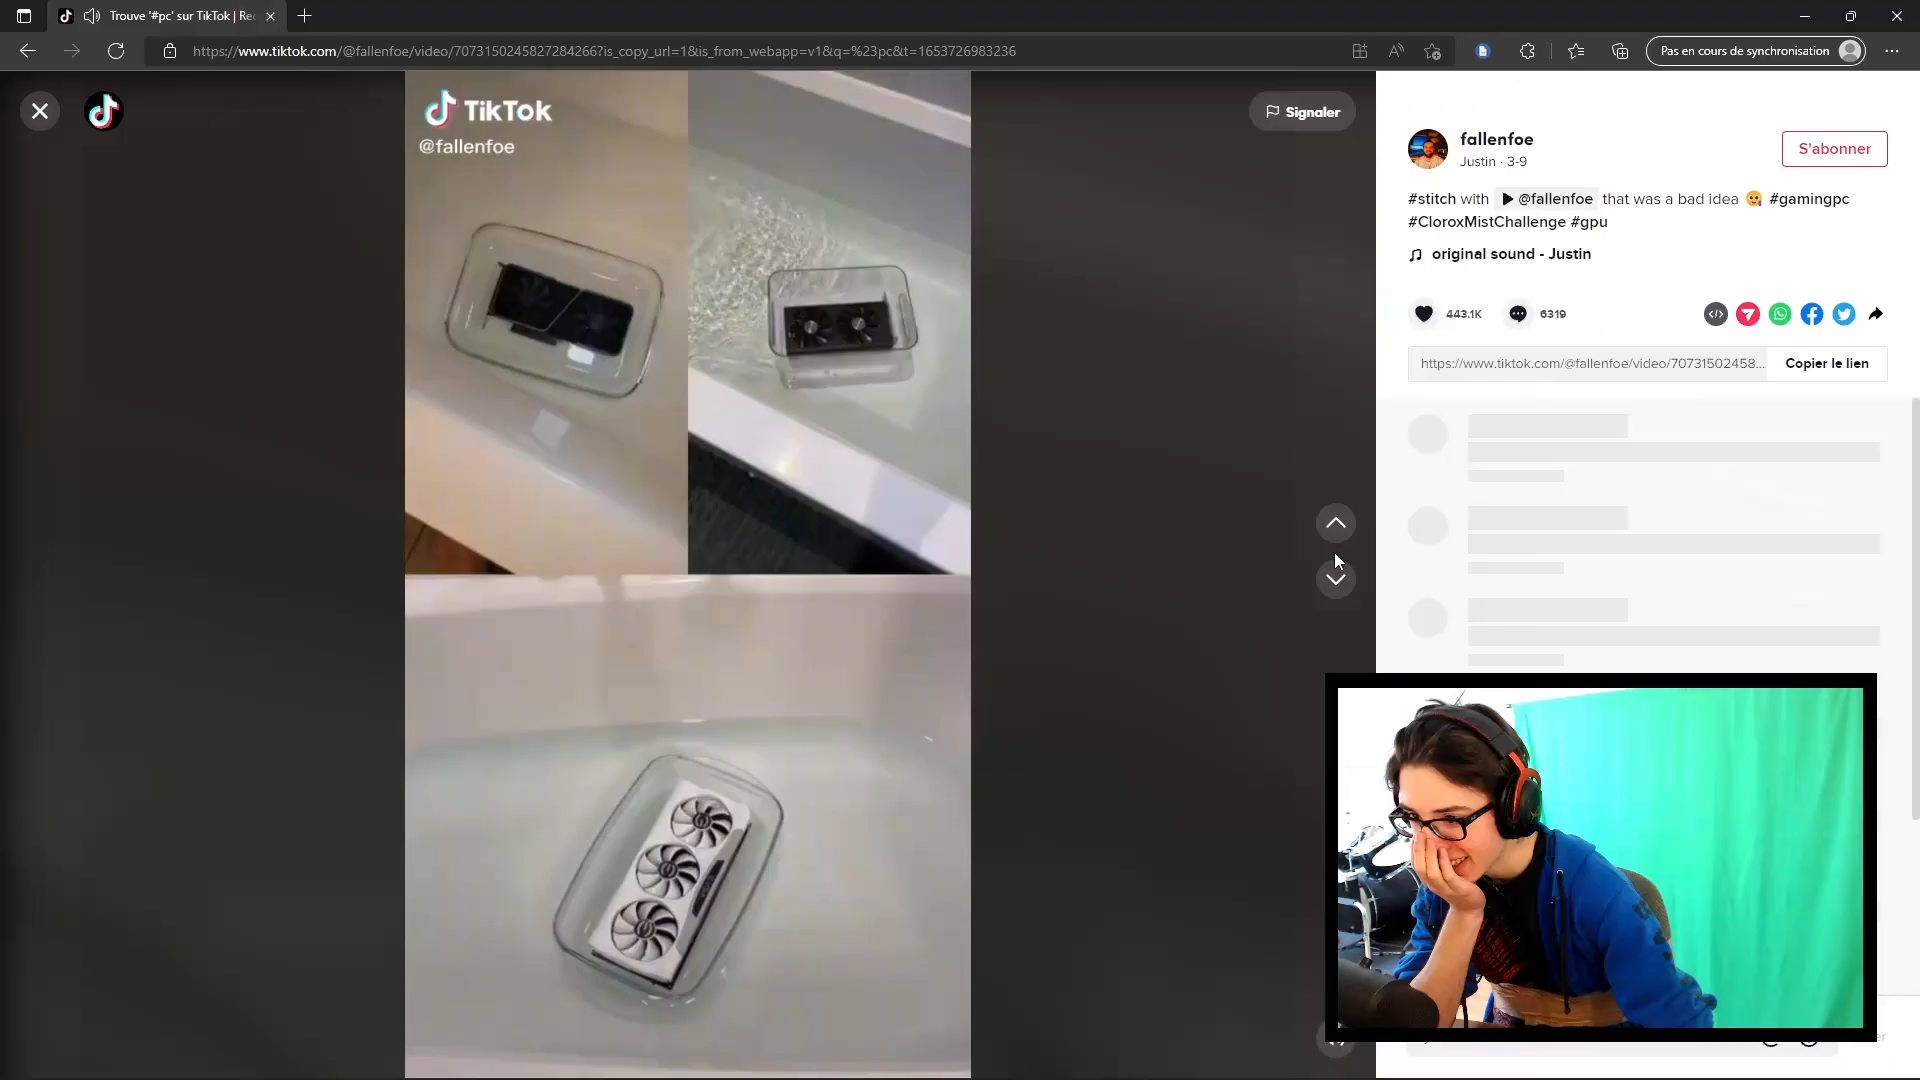 Trouve '#pc' sur TikTok | Rec
https://www.tiktok.com/@fallenfoe/video/7073150245827284266?is_copy_url=1&is_from_webapp=v1&q=%23pc&t=1653726983236
Pas en cours de synchronisation
TikTok
@fallenfoe
Signaler
fallenfoe
Justin · 3-9
S'abonner
#stitch with @fallenfoe that was a bad idea #gamingpc
#CloroxMistChallenge #gpu
original sound - Justin
443.1K
6319
https://www.tiktok.com/@fallenfoe/video/70731502458...
Copier le lien